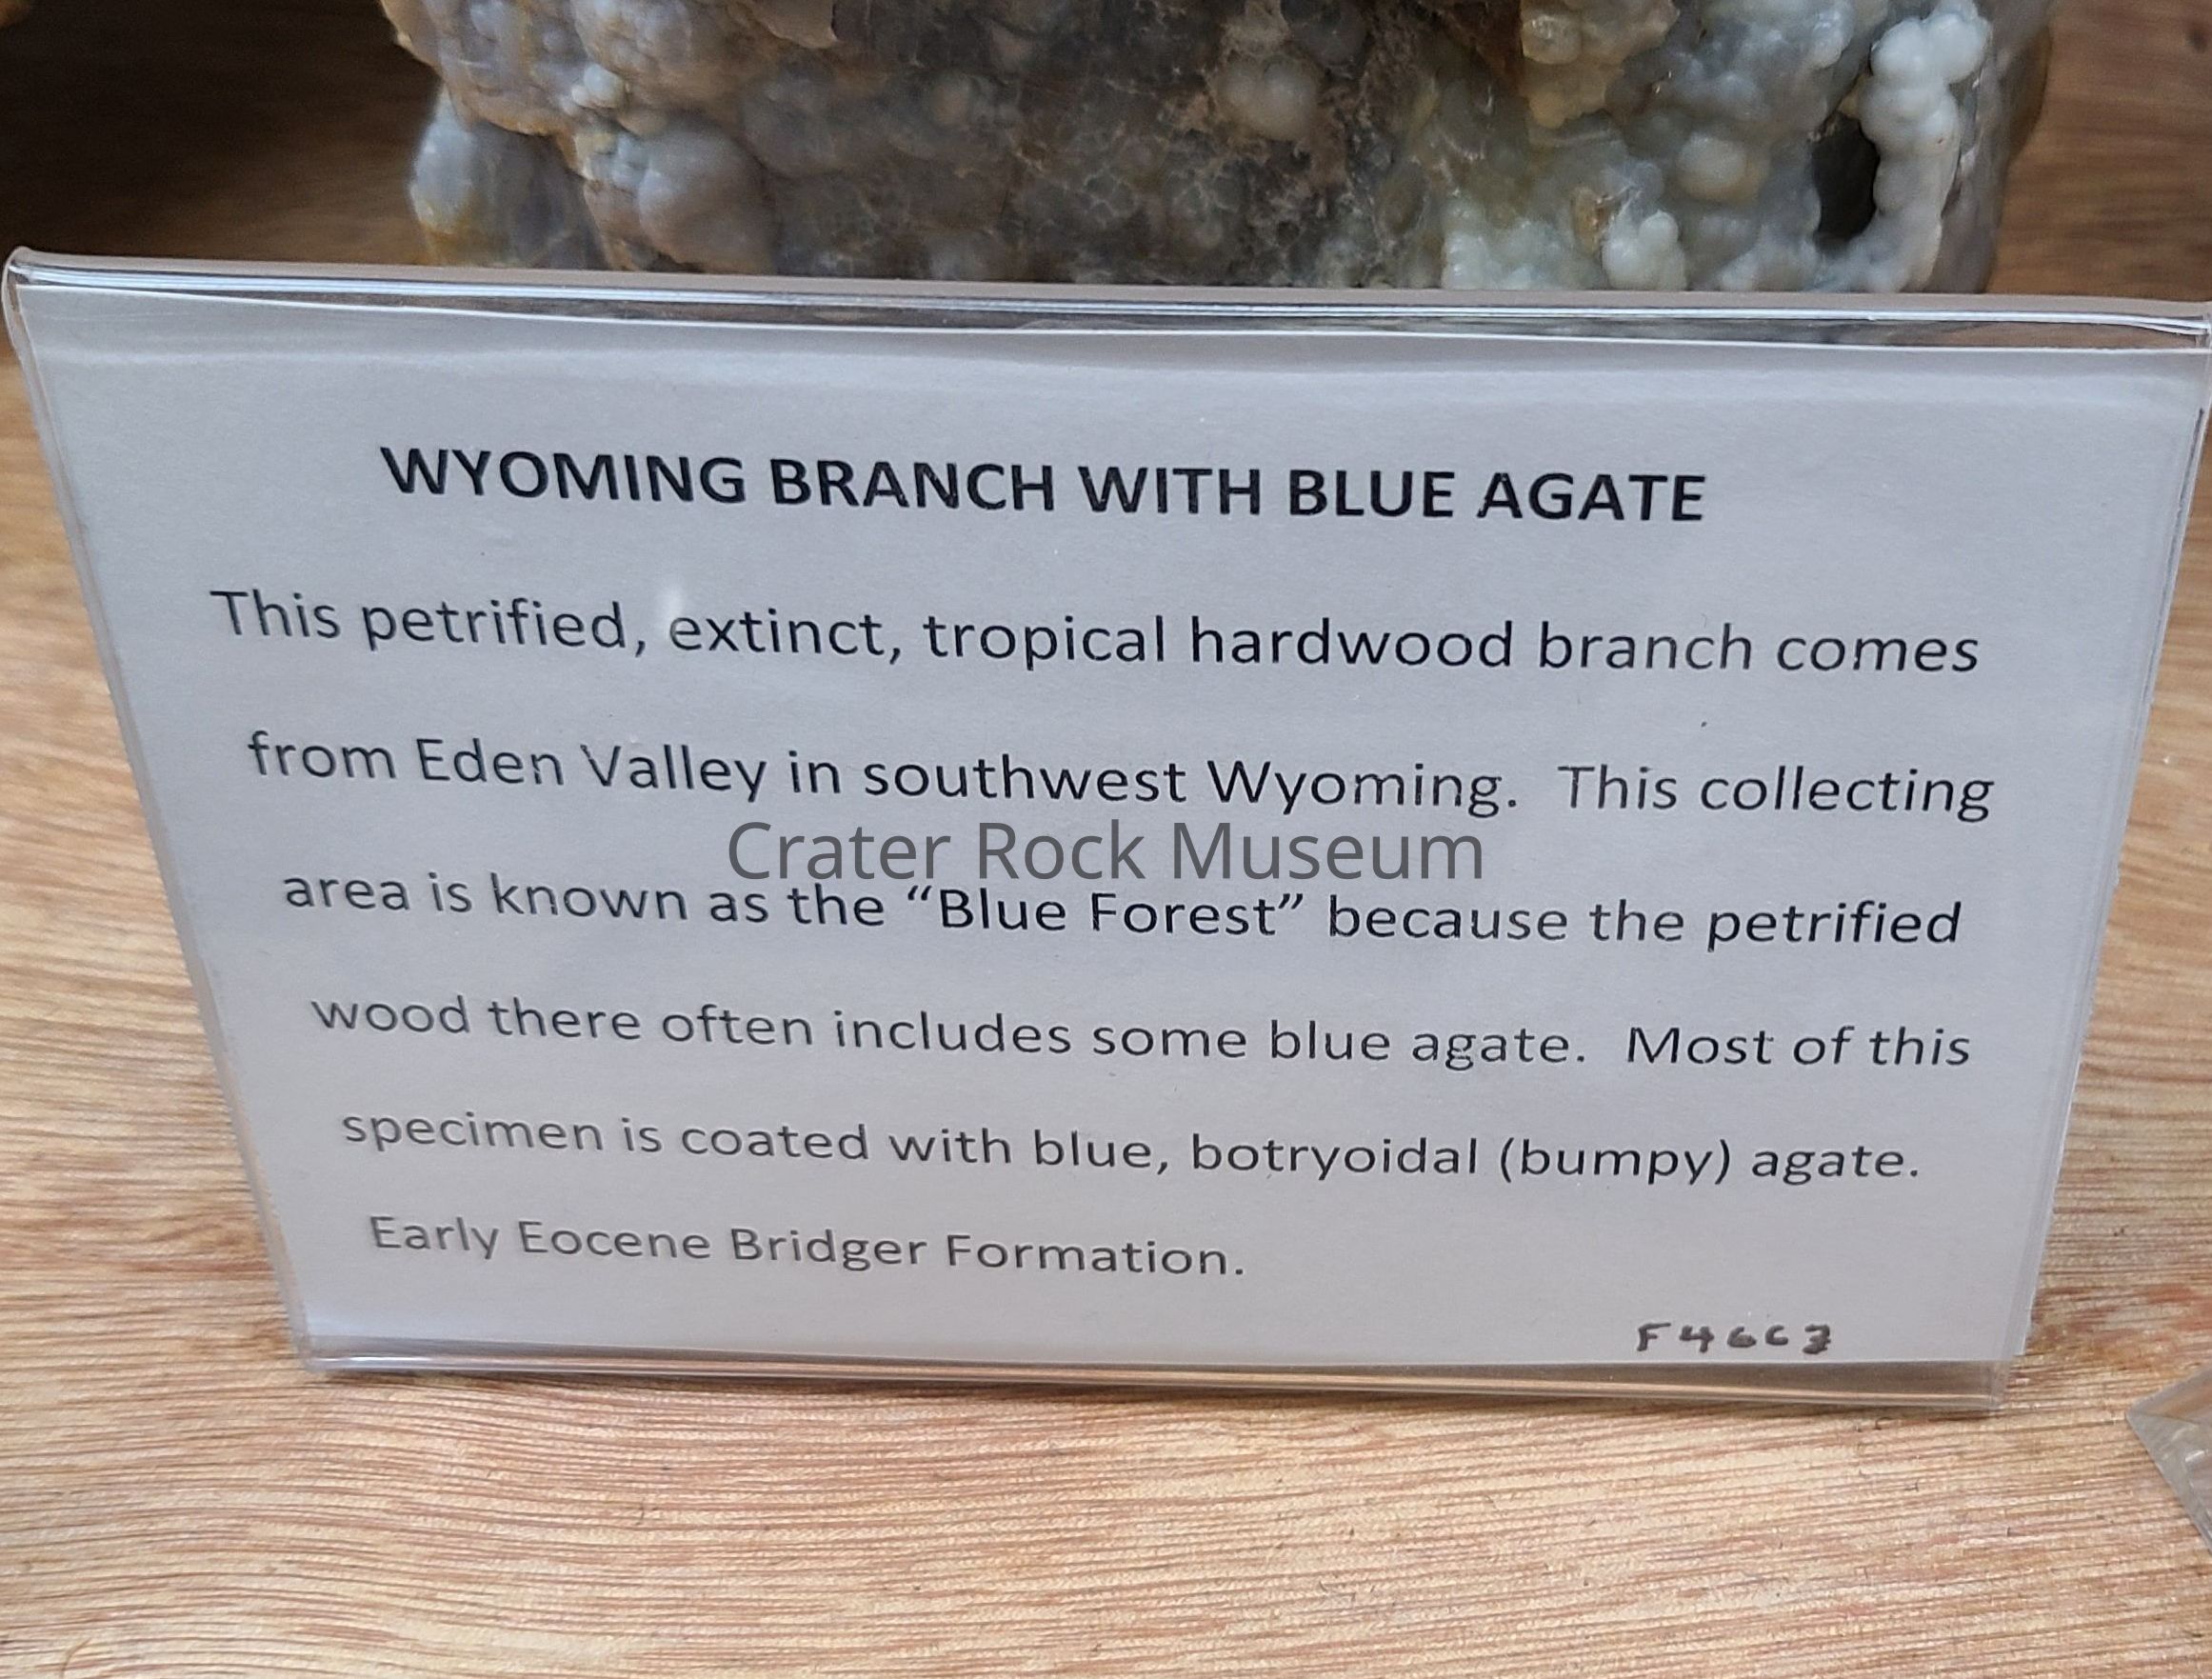 WYOMING BRANCH WITH BLUE AGATE
This petrified, extinct, tropical hardwood branch comes
from Eden Valley in southwest Wyoming. This collecting
Crater Rock Museum
area is known as the “Blue Forest” because the petrified
wood there often includes some blue agate. Most of this
specimen is coated with blue, botryoidal (bumpy) agate.
Early Eocene Bridger Formation.